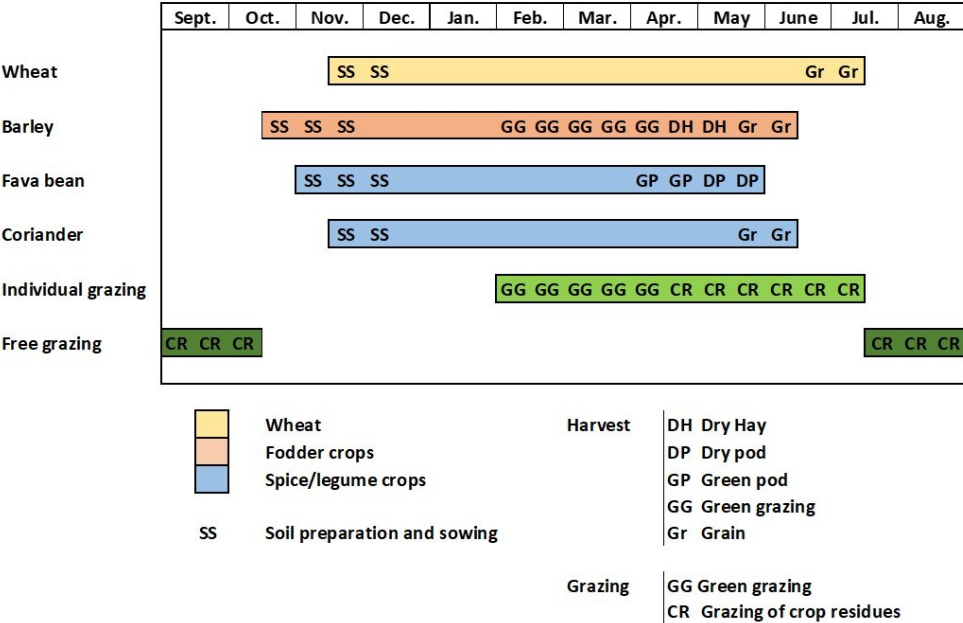 Sept. Oct. Nov. Dec. Jan. Feb. Mar. Apr. May June Jul. Aug.
Wheat SS SS Gr Gr
Barley SS SS SS GG GG GG GG GG DH DH Gr Gr
Fava bean SS SS SS GP GP DP DP
Coriander SS SS Gr Gr
Individual grazing GG GG GG GG GG CR CR CR CR CR CR
Free grazing CR CR CR CR CR CR
Wheat Harvest DH Dry Hay
Fodder crops DP Dry pod
Spice/legume crops GP Green pod
GG Green grazing
SS Soil preparation and sowing Gr Grain
Grazing GG Green grazing
CR Grazing of crop residues